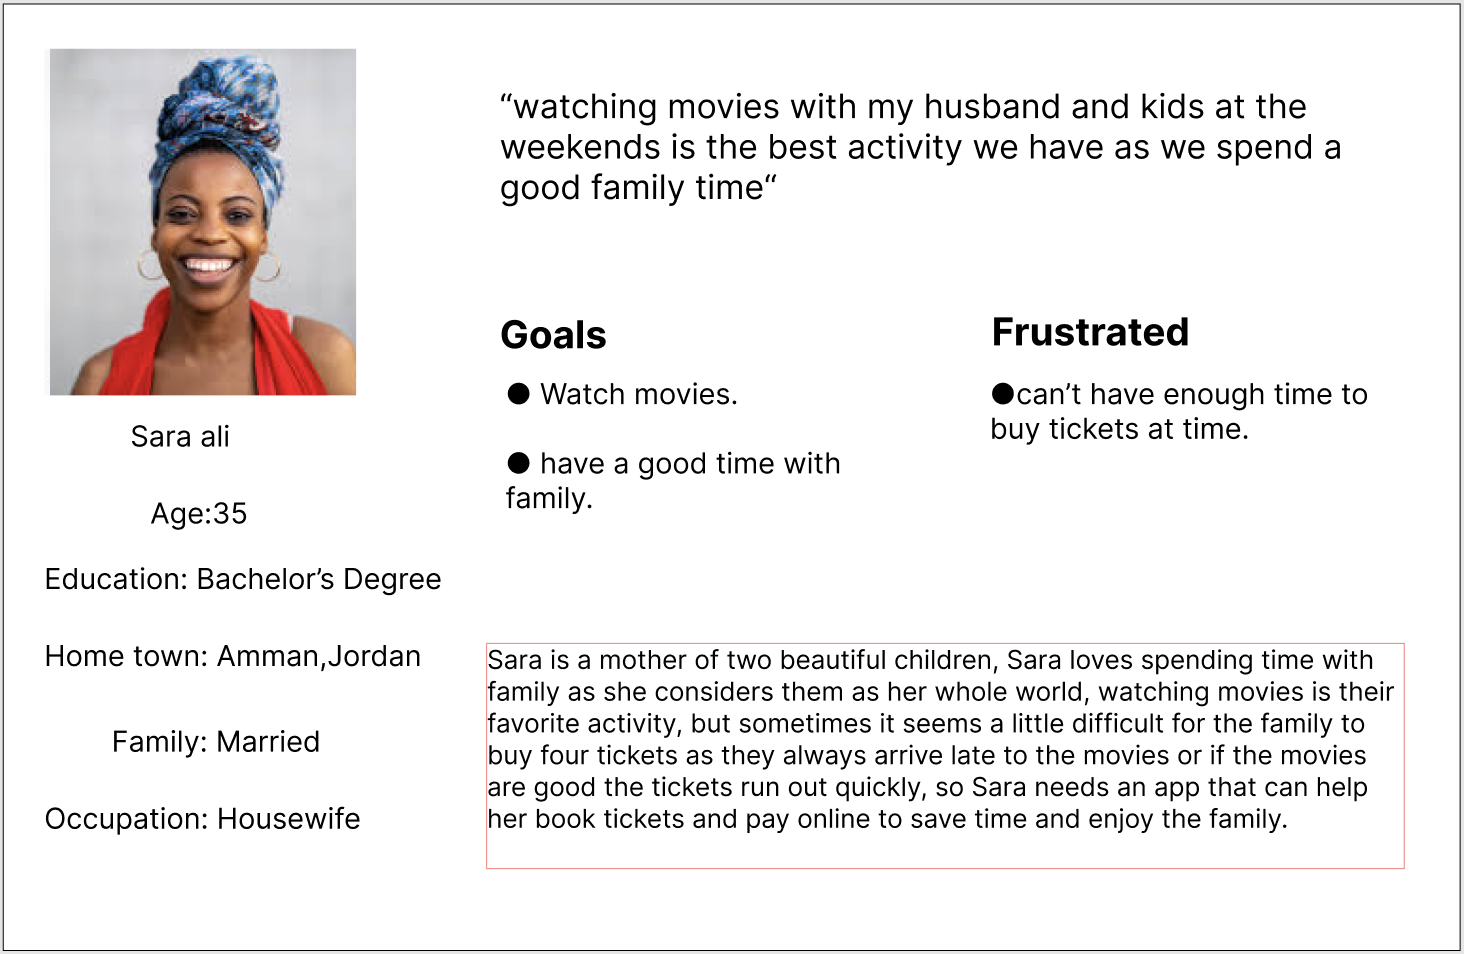 “watching movies with my husband and kids at the
weekends is the best activity we have as we spend a
good family time“
Goals
● Watch movies.
● have a good time with
family.
Frustrated
●can’t have enough time to
buy tickets at time.
Sara ali
Age:35
Education: Bachelor’s Degree
Home town: Amman,Jordan
Family: Married
Occupation: Housewife
Sara is a mother of two beautiful children, Sara loves spending time with
family as she considers them as her whole world, watching movies is their
favorite activity, but sometimes it seems a little difficult for the family to
buy four tickets as they always arrive late to the movies or if the movies
are good the tickets run out quickly, so Sara needs an app that can help
her book tickets and pay online to save time and enjoy the family.